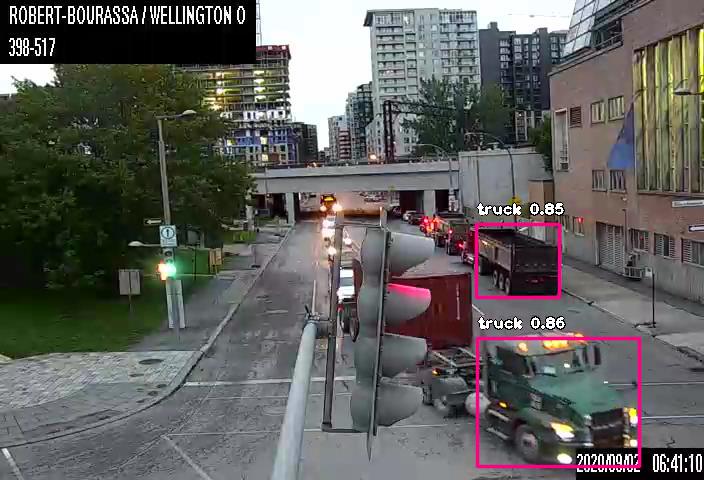 ROBERT-BOURASSA / WELLINGTON O
398-517
truck 0.85
truck 0.86
2020/09/02 06:41:10